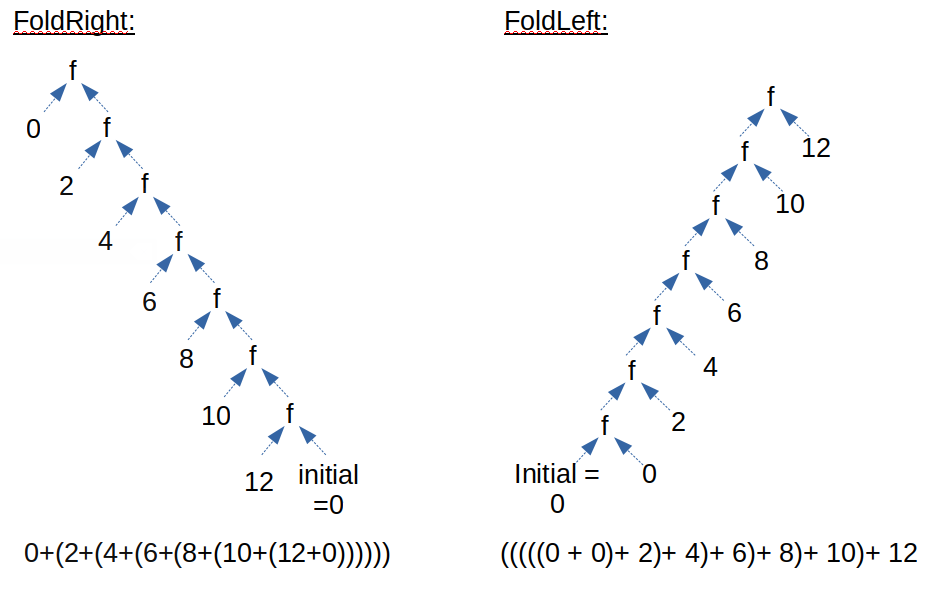 FoldRight:
f
0
f
2
f
4
f
6
f
8
f
10
f
12
initial
=0
0+(2+(4+(6+(8+(10+(12+0))))))
FoldLeft:
f
12
f
10
f
8
f
6
f
4
f
2
f
Initial =
0
0
(((((0 + 0)+ 2)+ 4)+ 6)+ 8)+ 10)+ 12